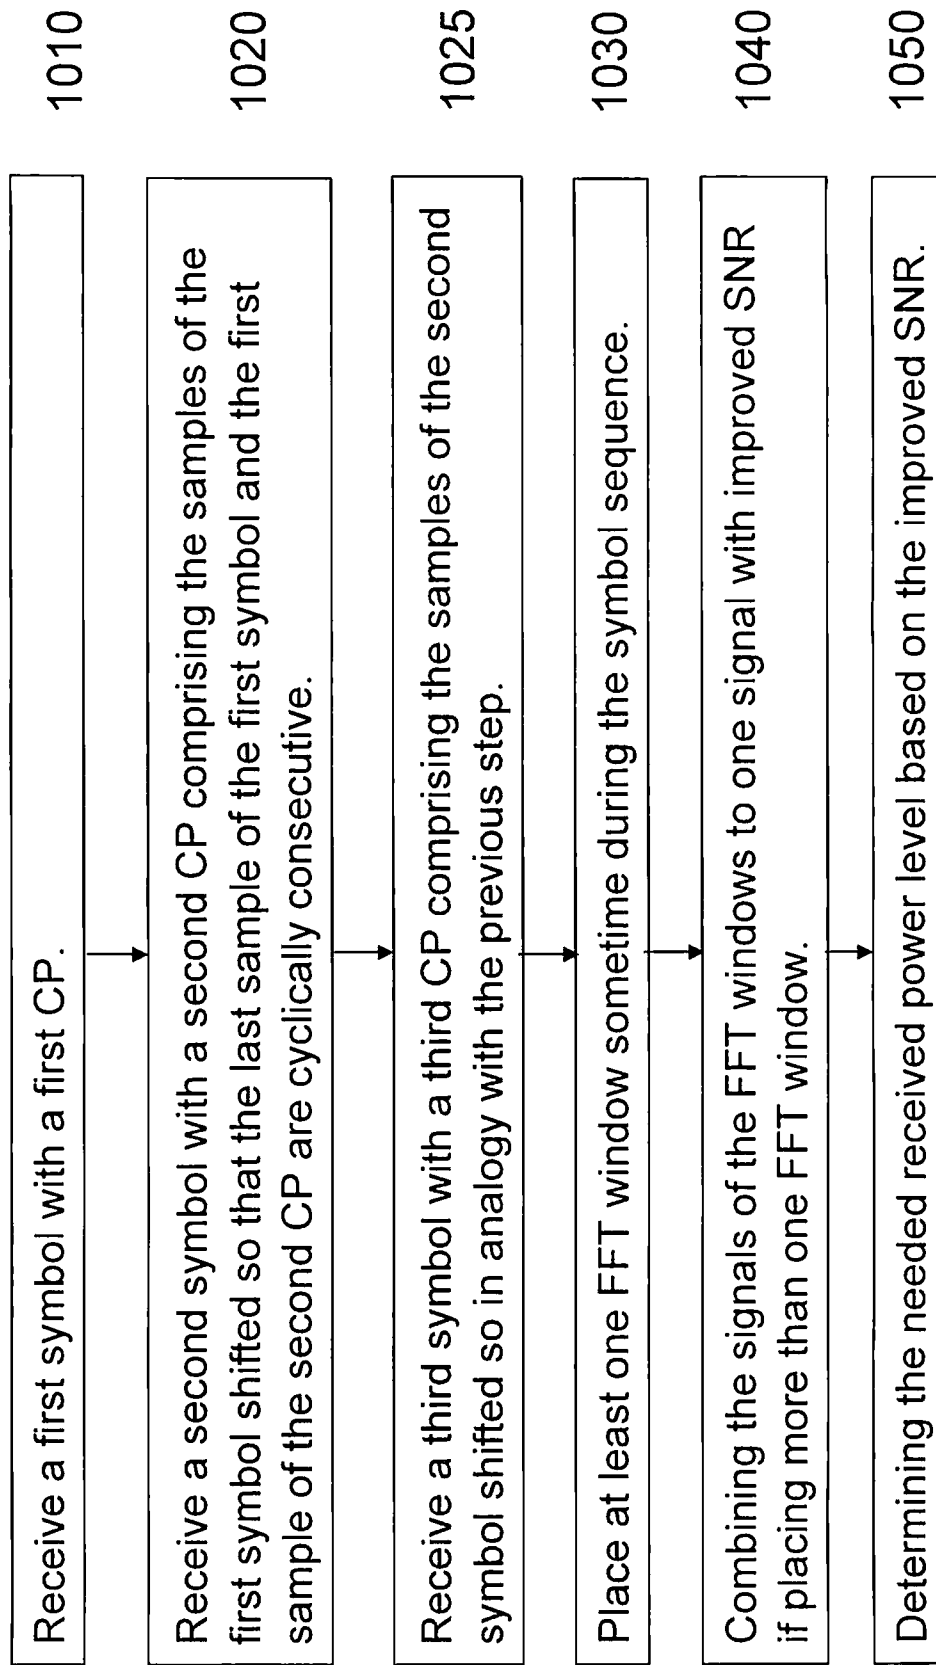 Receive a first symbol with a first CP.
1010
Receive a second symbol with a second CP comprising the samples of the
first symbol shifted so that the last sample of the first symbol and the first
sample of the second CP are cyclically consecutive.
1020
Receive a third symbol with a third CP comprising the samples of the second
symbol shifted so in analogy with the previous step.
1025
Place at least one FFT window sometime during the symbol sequence.
1030
Combining the signals of the FFT windows to one signal with improved SNR
if placing more than one FFT window.
1040
Determining the needed received power level based on the improved SNR.
1050